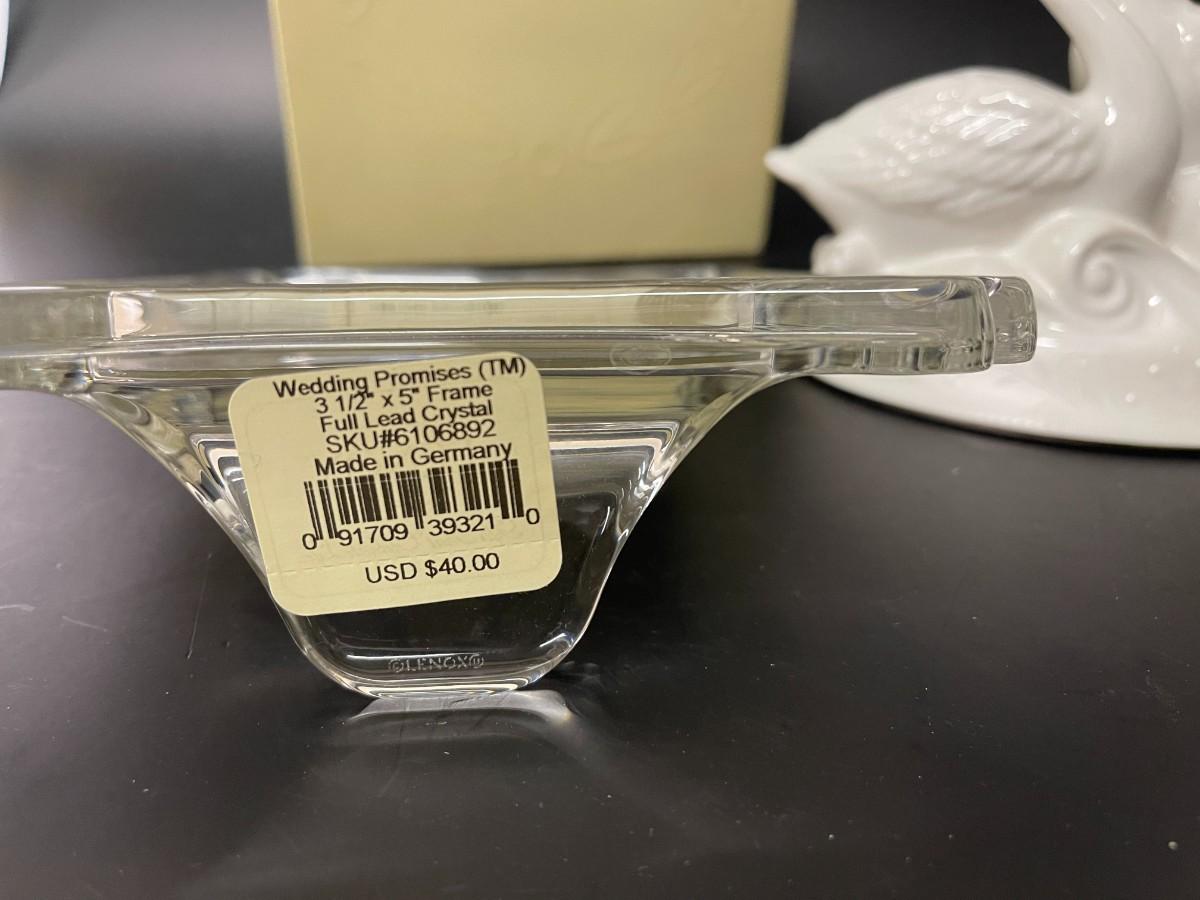 Wedding Promises (TM)
3 1/2" x 5" Frame
Full Lead Crystal
SKU#6106892
Made in Germany
0 91709 39321 0
USD $40.00
©LENOX®